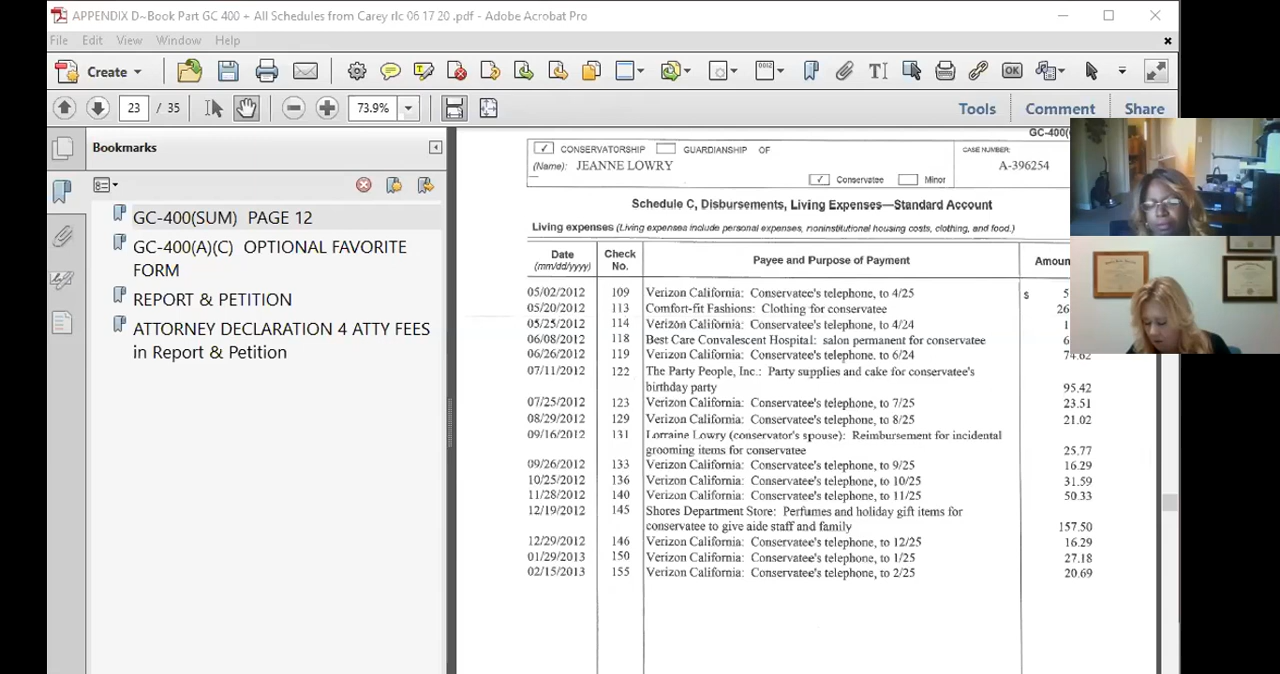 APPENDIX D~Book Part GC 400 + All Schedules from Carey rlc 06 17 20 .pdf - Adobe Acrobat Pro
File Edit View Window Help
Create
OK
23 / 35 73.9% Tools Comment Share
Bookmarks
GC-400(SUM) PAGE 12
GC-400(A)(C) OPTIONAL FAVORITE
FORM
REPORT & PETITION
ATTORNEY DECLARATION 4 ATTY FEES
in Report & Petition
GC-400(
CONSERVATORSHIP GUARDIANSHIP OF
CASE NUMBER:
(Name): JEANNE LOWRY
A-396254
Conservatee Minor
Schedule C, Disbursements, Living Expenses—Standard Account
Living expenses (Living expenses include personal expenses, noninstitutional housing costs, clothing, and food.)
Date Check Payee and Purpose of Payment Amoun
(mm/dd/yyyy) No.
05/02/2012 109 Verizon California: Conservatee's telephone, to 4/25 $ 5
05/20/2012 113 Comfort-fit Fashions: Clothing for conservatee 26
05/25/2012 114 Verizon California: Conservatee's telephone, to 4/24 1
06/08/2012 118 Best Care Convalescent Hospital: salon permanent for conservatee 6
06/26/2012 119 Verizon California: Conservatee's telephone, to 6/24 74.62
07/11/2012 122 The Party People, Inc.: Party supplies and cake for conservatee's
birthday party 95.42
07/25/2012 123 Verizon California: Conservatee's telephone, to 7/25 23.51
08/29/2012 129 Verizon California: Conservatee's telephone, to 8/25 21.02
09/16/2012 131 Lorraine Lowry (conservator's spouse): Reimbursement for incidental
grooming items for conservatee 25.77
09/26/2012 133 Verizon California: Conservatee's telephone, to 9/25 16.29
10/25/2012 136 Verizon California: Conservatee's telephone, to 10/25 31.59
11/28/2012 140 Verizon California: Conservatee's telephone, to 11/25 50.33
12/19/2012 145 Shores Department Store: Perfumes and holiday gift items for
conservatee to give aide staff and family 157.50
12/29/2012 146 Verizon California: Conservatee's telephone, to 12/25 16.29
01/29/2013 150 Verizon California: Conservatee's telephone, to 1/25 27.18
02/15/2013 155 Verizon California: Conservatee's telephone, to 2/25 20.69